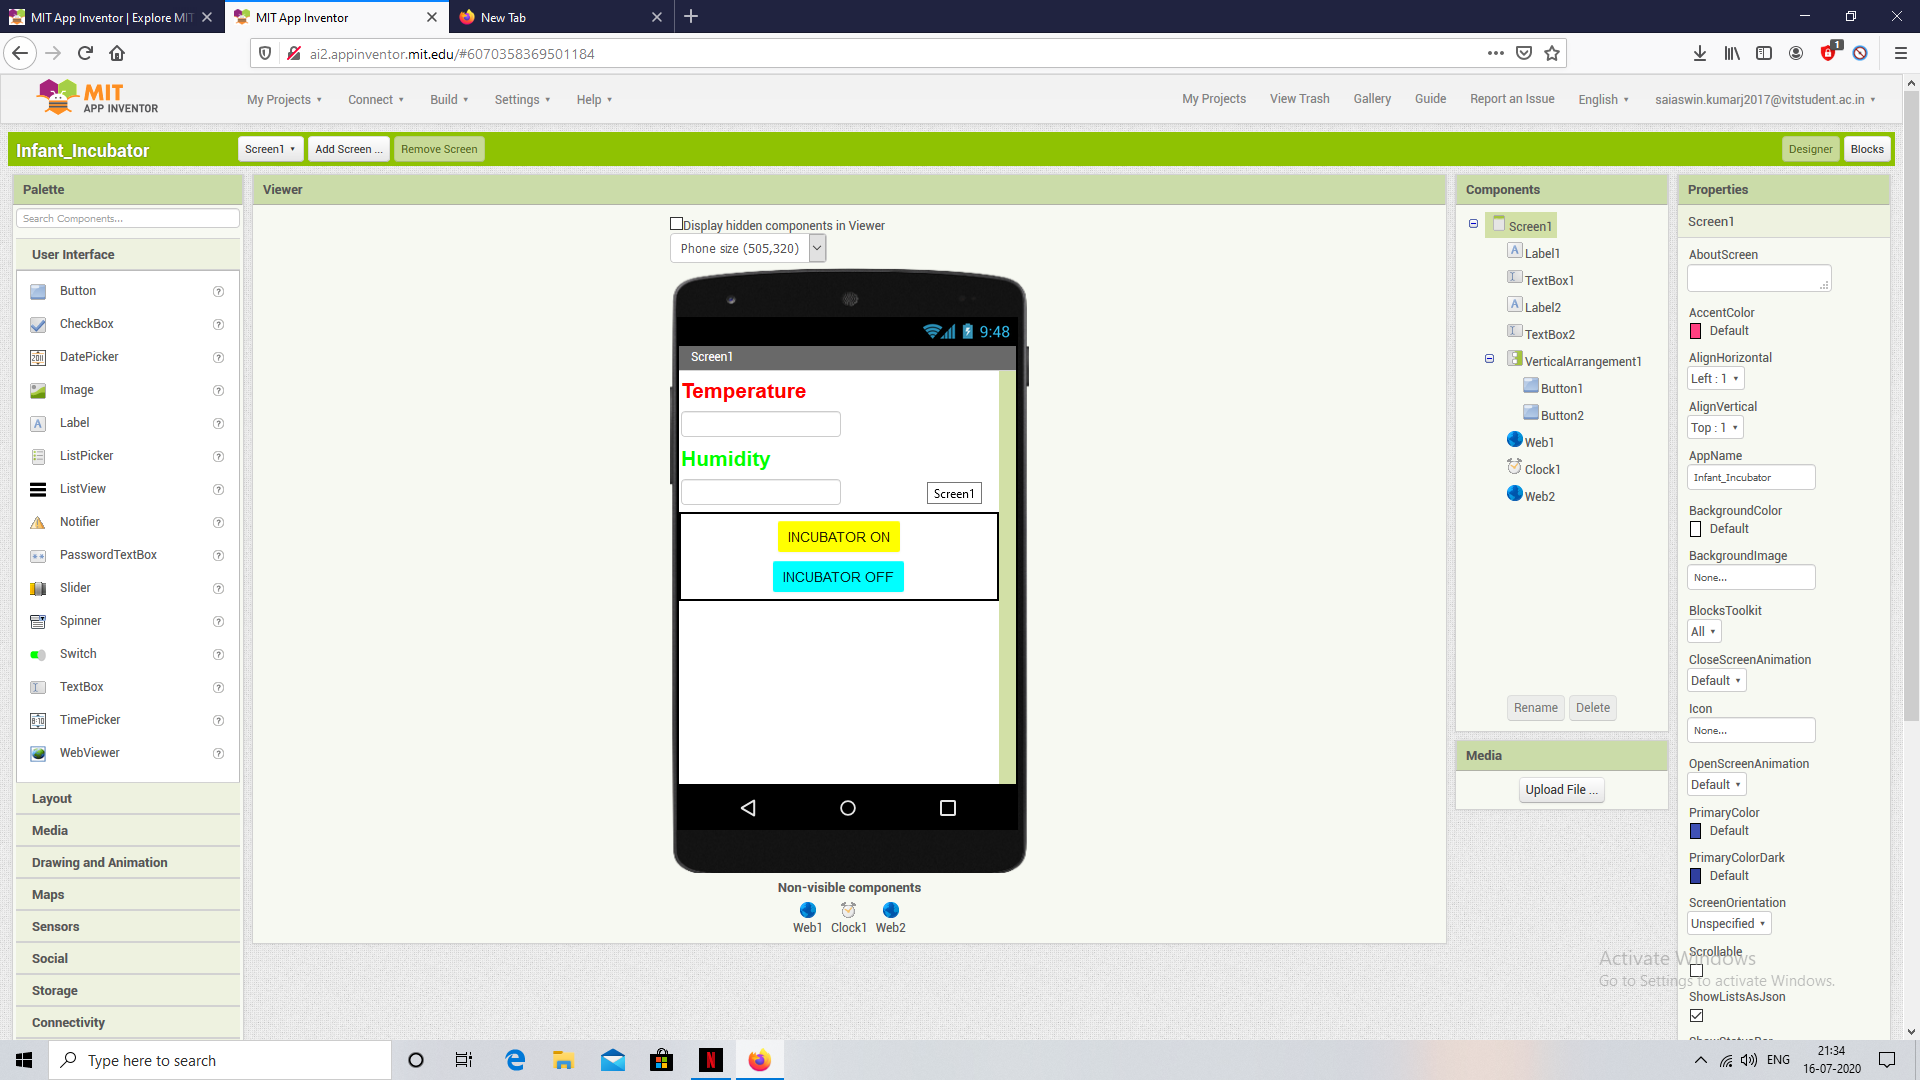 MIT App Inventor | Explore MIT
MIT App Inventor
New Tab
ai2.appinventor.mit.edu/#6070358369501184
1
MIT
APP INVENTOR
My Projects
Connect
Build
Settings
Help
My Projects
View Trash
Gallery
Guide
Report an Issue
English
saiaswin.kumarj2017@vitstudent.ac.in
Infant_Incubator
Screen1
Add Screen ...
Remove Screen
Designer
Blocks
Palette
Search Components...
User Interface
Button
CheckBox
DatePicker
Image
Label
ListPicker
ListView
Notifier
PasswordTextBox
Slider
Spinner
Switch
TextBox
TimePicker
WebViewer
Layout
Media
Drawing and Animation
Maps
Sensors
Social
Storage
Connectivity
Viewer
Display hidden components in Viewer
Phone size (505,320)
9:48
Screen1
Temperature
Humidity
Screen1
INCUBATOR ON
INCUBATOR OFF
Non-visible components
Web1
Clock1
Web2
Components
Screen1
Label1
TextBox1
Label2
TextBox2
VerticalArrangement1
Button1
Button2
Web1
Clock1
Web2
Rename
Delete
Media
Upload File ...
Properties
Screen1
AboutScreen
AccentColor
Default
AlignHorizontal
Left : 1
AlignVertical
Top : 1
AppName
Infant_Incubator
BackgroundColor
Default
BackgroundImage
None...
BlocksToolkit
All
CloseScreenAnimation
Default
Icon
None...
OpenScreenAnimation
Default
PrimaryColor
Default
PrimaryColorDark
Default
ScreenOrientation
Unspecified
Scrollable
Activate Windows
Go to Settings to activate Windows.
ShowListsAsJson
Type here to search
ENG
21:34
16-07-2020